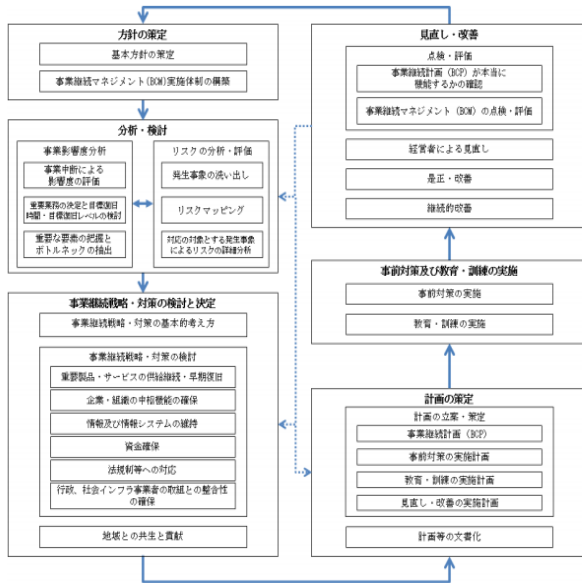 方針の策定
基本方針の策定
事業継続マネジメント(BCM)実施体制の構築
分析・検討
事業影響度分析
事業中断による
影響度の評価
重要業務の決定と目標復旧
時間・目標復旧レベルの検討
重要な要素の把握と
ボトルネックの抽出
リスクの分析・評価
発生事象の洗い出し
リスクマッピング
対応の対象とする発生事象
によるリスクの詳細分析
事業継続戦略・対策の検討と決定
事業継続戦略・対策の基本的考え方
事業継続戦略・対策の検討
重要製品・サービスの供給継続・早期復旧
企業・組織の中枢機能の確保
情報及び情報システムの維持
資金確保
法規制等への対応
行政、社会インフラ事業者の取組との整合性
の確保
地域との共生と貢献
見直し・改善
点検・評価
事業継続計画(BCP)が本当に
機能するかの確認
事業継続マネジメント(BCM)の点検・評価
経営者による見直し
是正・改善
継続的改善
事前対策及び教育・訓練の実施
事前対策の実施
教育・訓練の実施
計画の策定
計画の立案・策定
事業継続計画(BCP)
事前対策の実施計画
教育・訓練の実施計画
見直し・改善の実施計画
計画等の文書化